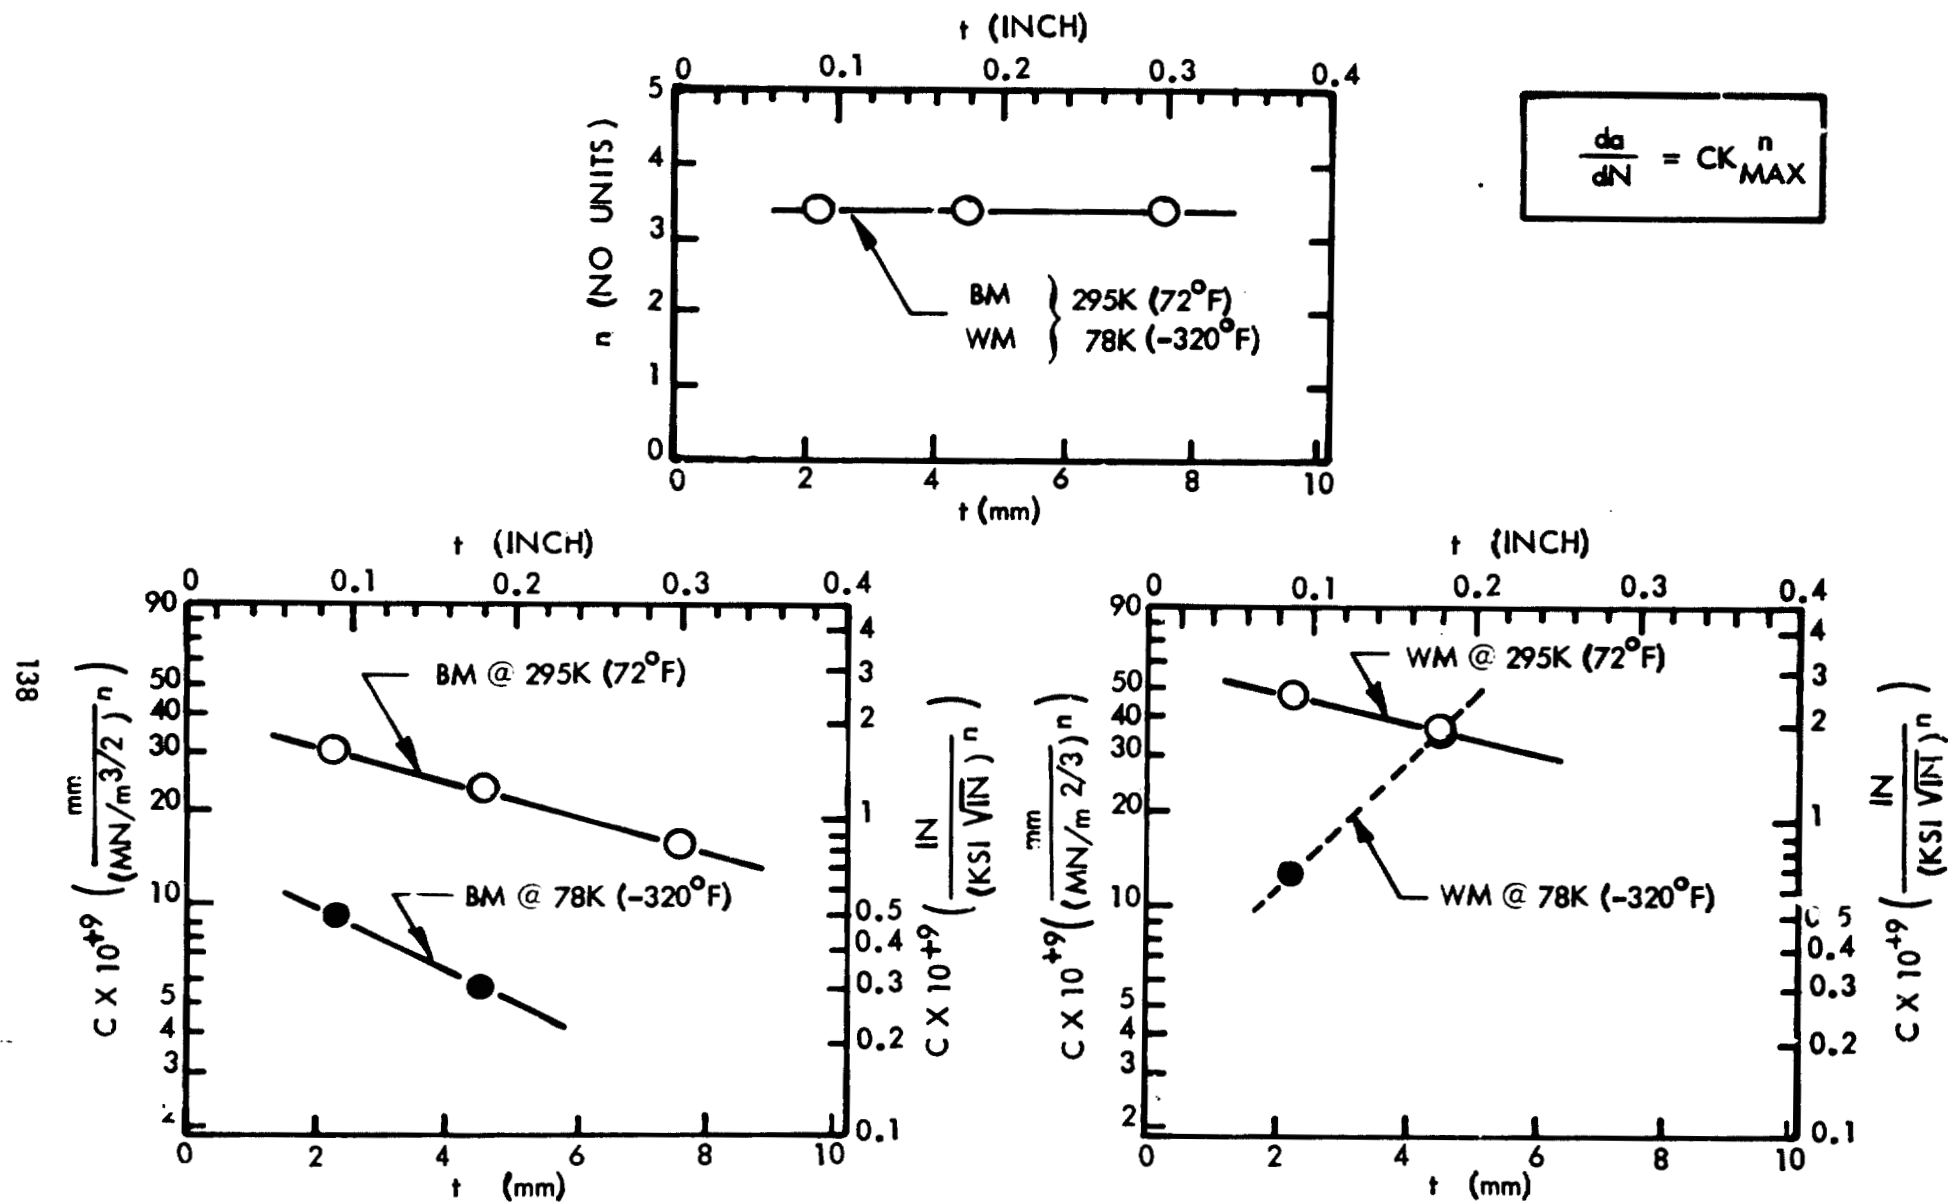 t (INCH)
0 0.1 0.2 0.3 0.4
5
4
3
2
1
0
n (NO UNITS)
BM } 295K (72°F)
WM } 78K (-320°F)
0 2 4 6 8 10
t (mm)
da/dN = CK n MAX
t (INCH)
0 0.1 0.2 0.3 0.4
90
50
40
30
20
10
5
4
3
2
C X 10+9 ( mm / (MN/m3/2)n )
BM @ 295K (72°F)
BM @ 78K (-320°F)
4
3
2
1
0.5
0.4
0.3
0.2
0.1
C X 10+9 ( IN / (KSI √IN)n )
0 2 4 6 8 10
t (mm)
t (INCH)
0 0.1 0.2 0.3 0.4
90
50
40
30
20
10
5
4
3
2
C X 10+9 ( mm / (MN/m 2/3)n )
WM @ 295K (72°F)
WM @ 78K (-320°F)
4
3
2
1
5
0.4
0.3
0.2
0.1
C X 10+9 ( IN / (KSI √IN)n )
0 2 4 6 8 10
t (mm)
138